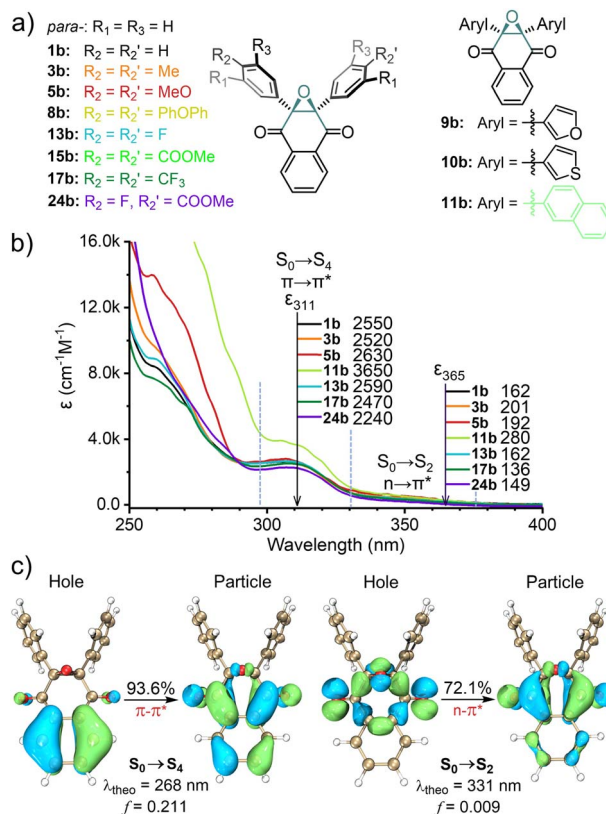 a)
para-: R₁ = R₃ = H
1b: R₂ = R₂' = H
3b: R₂ = R₂' = Me
5b: R₂ = R₂' = MeO
8b: R₂ = R₂' = PhOPh
13b: R₂ = R₂' = F
15b: R₂ = R₂' = COOMe
17b: R₂ = R₂' = CF₃
24b: R₂ = F, R₂' = COOMe
R₂ R₃ R₃ R₂'
R₁ R₁
O
O O
Aryl O Aryl
O O
9b: Aryl = O
10b: Aryl = S
11b: Aryl =
b)
ε (cm⁻¹M⁻¹)
16.0k
12.0k
8.0k
4.0k
0.0
250 300 350 400
Wavelength (nm)
S₀→S₄
π→π*
ε₃₁₁
1b 2550
3b 2520
5b 2630
11b 3650
13b 2590
17b 2470
24b 2240
S₀→S₂
n→π*
ε₃₆₅
1b 162
3b 201
5b 192
11b 280
13b 162
17b 136
24b 149
c)
Hole Particle Hole Particle
93.6%
π-π*
72.1%
n-π*
S₀→S₄
λtheo = 268 nm
f = 0.211
S₀→S₂
λtheo = 331 nm
f = 0.009